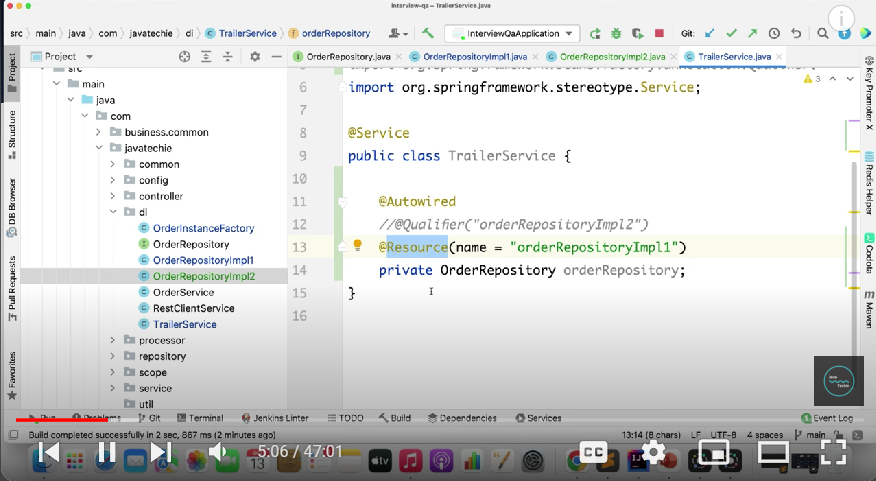 interview-qa – TrailerService.java
src main java com javatechie di TrailerService orderRepository InterviewQaApplication Git:
Project OrderRepository.java OrderRepositoryImpl1.java OrderRepositoryImpl2.java TrailerService.java
src
main
java
com
business.common
javatechie
common
config
controller
di
OrderInstanceFactory
OrderRepository
OrderRepositoryImpl1
OrderRepositoryImpl2
OrderService
RestClientService
TrailerService
processor
repository
scope
service
util
Project
Structure
DB Browser
Pull Requests
Favorites
3
6 import org.springframework.stereotype.Service;
7
8 @Service
9 public class TrailerService {
10
11 @Autowired
12 //@Qualifier("orderRepositoryImpl2")
13 @Resource(name = "orderRepositoryImpl1")
14 private OrderRepository orderRepository;
15 }
16
Key Promoter X
Redis Helper
Codota
Maven
Run Problems Git Terminal Jenkins Linter TODO Build Dependencies Services Event Log
Build completed successfully in 2 sec, 867 ms (2 minutes ago) 13:14 (8 chars) LF UTF-8 4 spaces main
5:06 / 47:01
CC